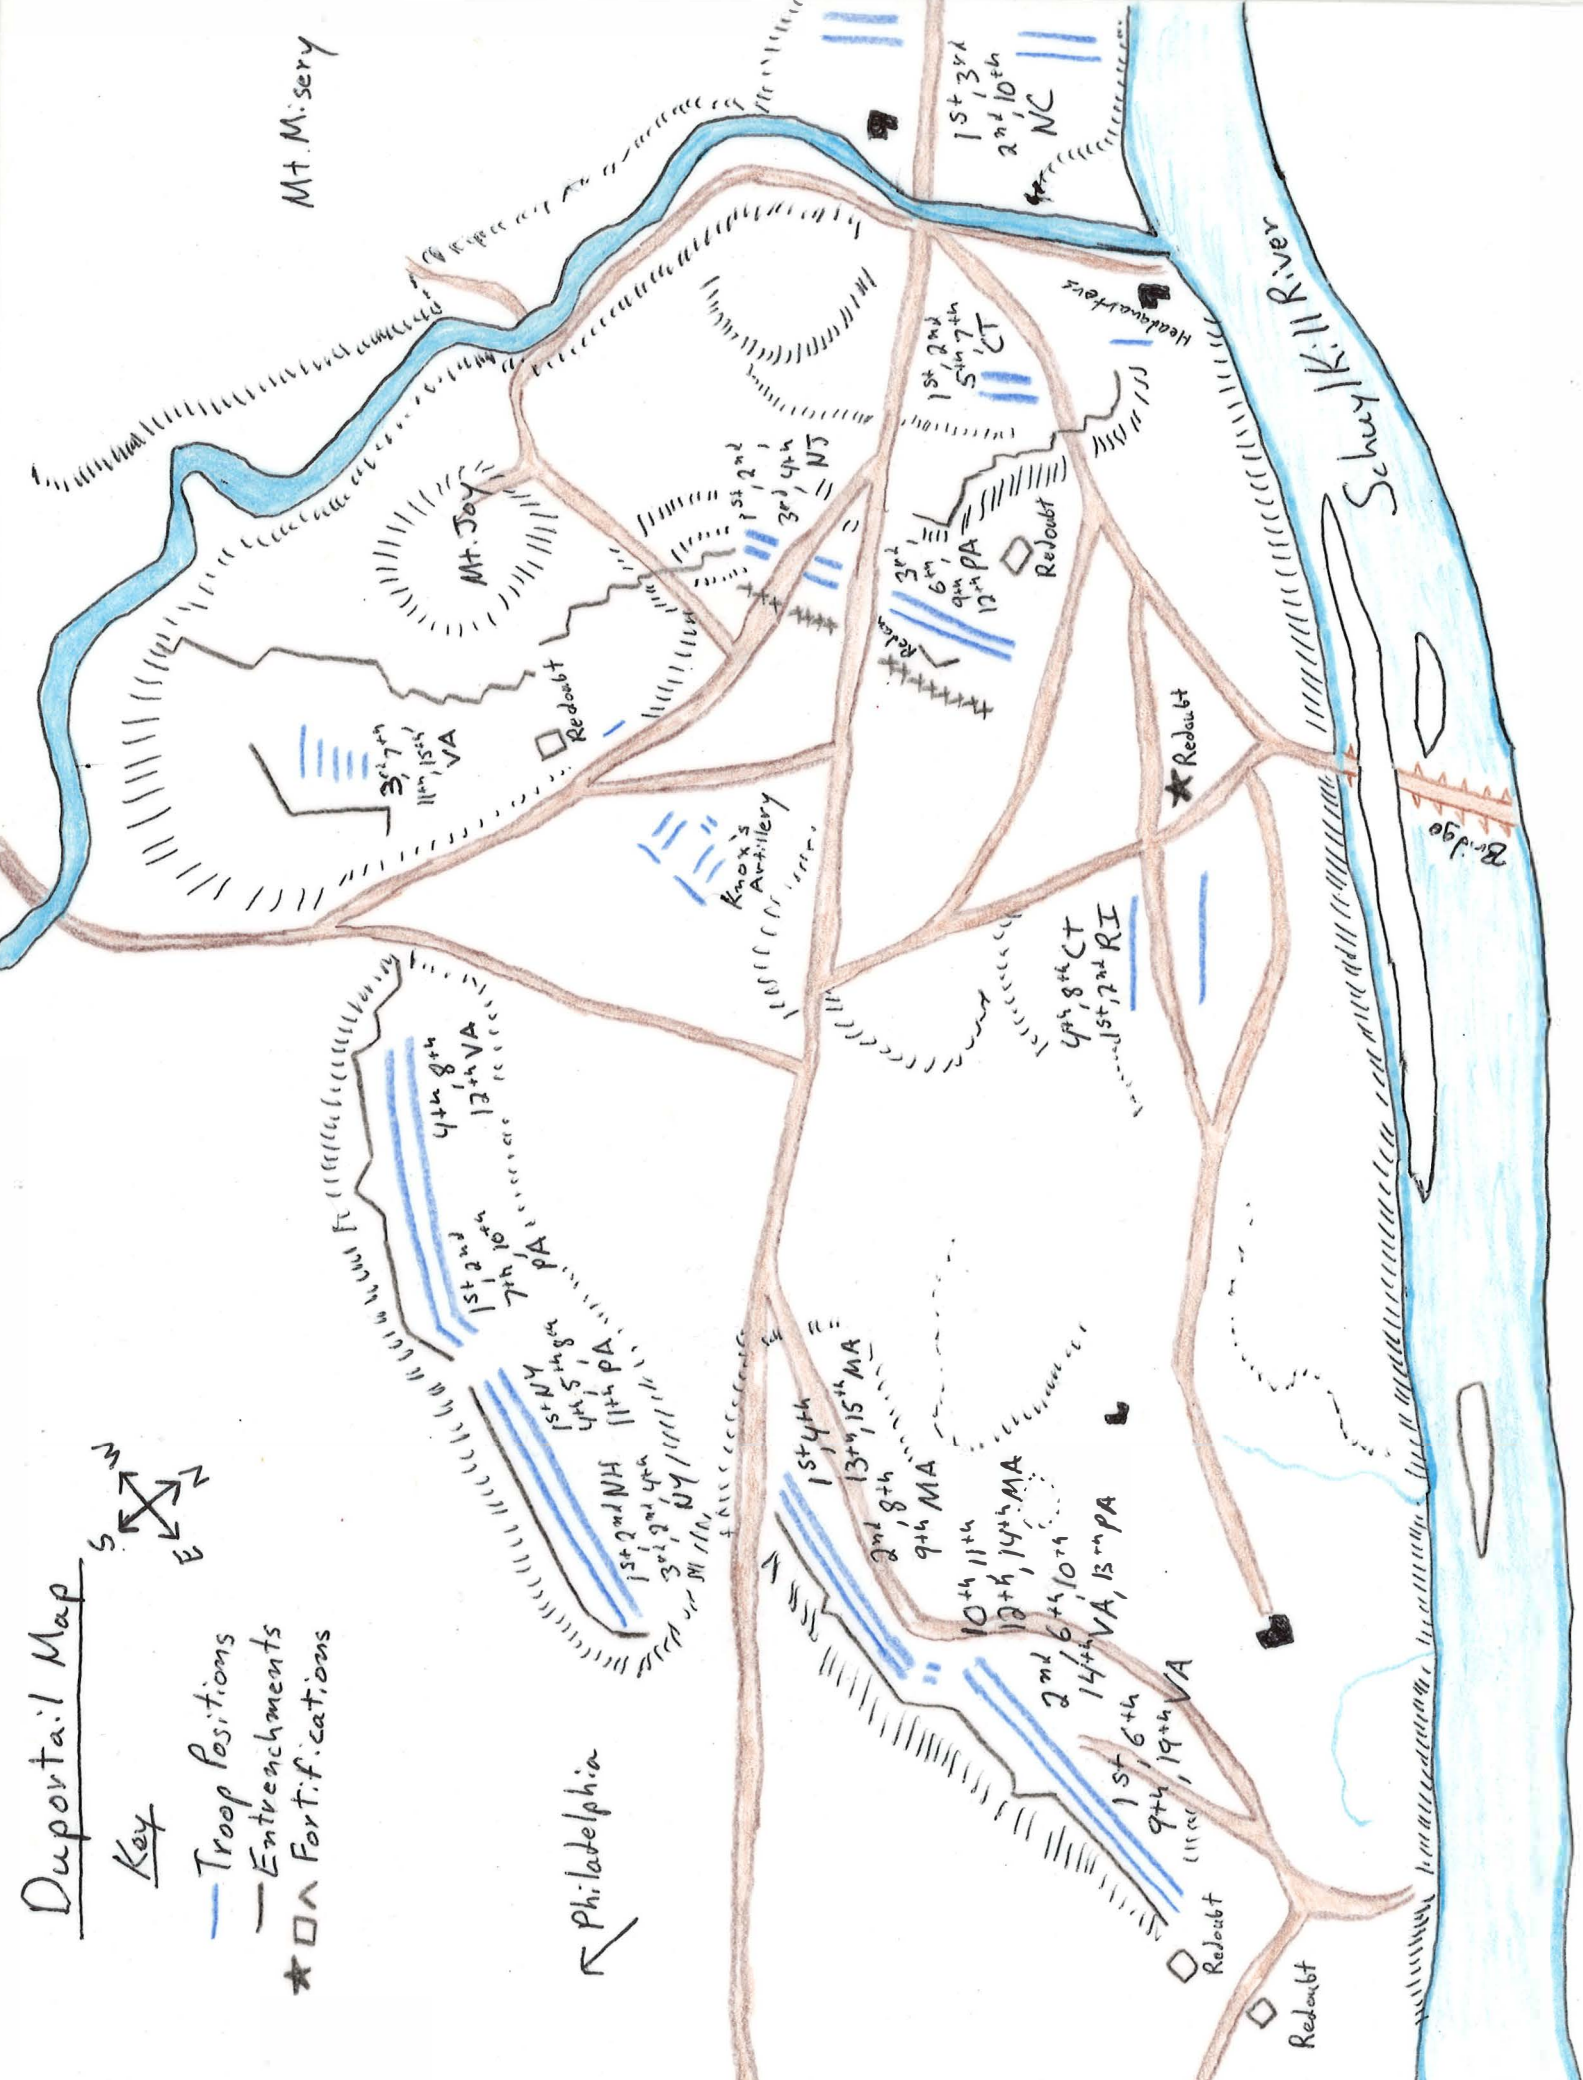 Duportail Map
Key
Troop Positions
Entrenchments
Fortifications
S
W
E
N
Philadelphia
Mt. Misery
Mt. Joy
3rd, 7th
11th, 15th
VA
Redoubt
Knox's
Artillery
1st, 2nd,
3rd, 4th
NJ
1st, 3rd
2nd, 10th
NC
1st, 2nd
5th, 7th
CT
Headquarters
3rd,
6th,
9th PA
12th
Redan
Redoubt
Redoubt
Schuylkill River
Bridge
4th, 8th CT
1st, 2nd RI
4th, 8th
12th VA
1st, 2nd
7th, 10th
PA
1st NY
4th, 5th, 8th
11th PA
1st, 2nd NH
3rd, 2nd, 4th
NY
1st, 4th
13th, 15th MA
2nd, 8th
9th MA
10th, 11th
12th, 14th MA
2nd, 6th, 10th
14th VA, 13th PA
1st, 6th
9th, 19th VA
Redoubt
Redoubt